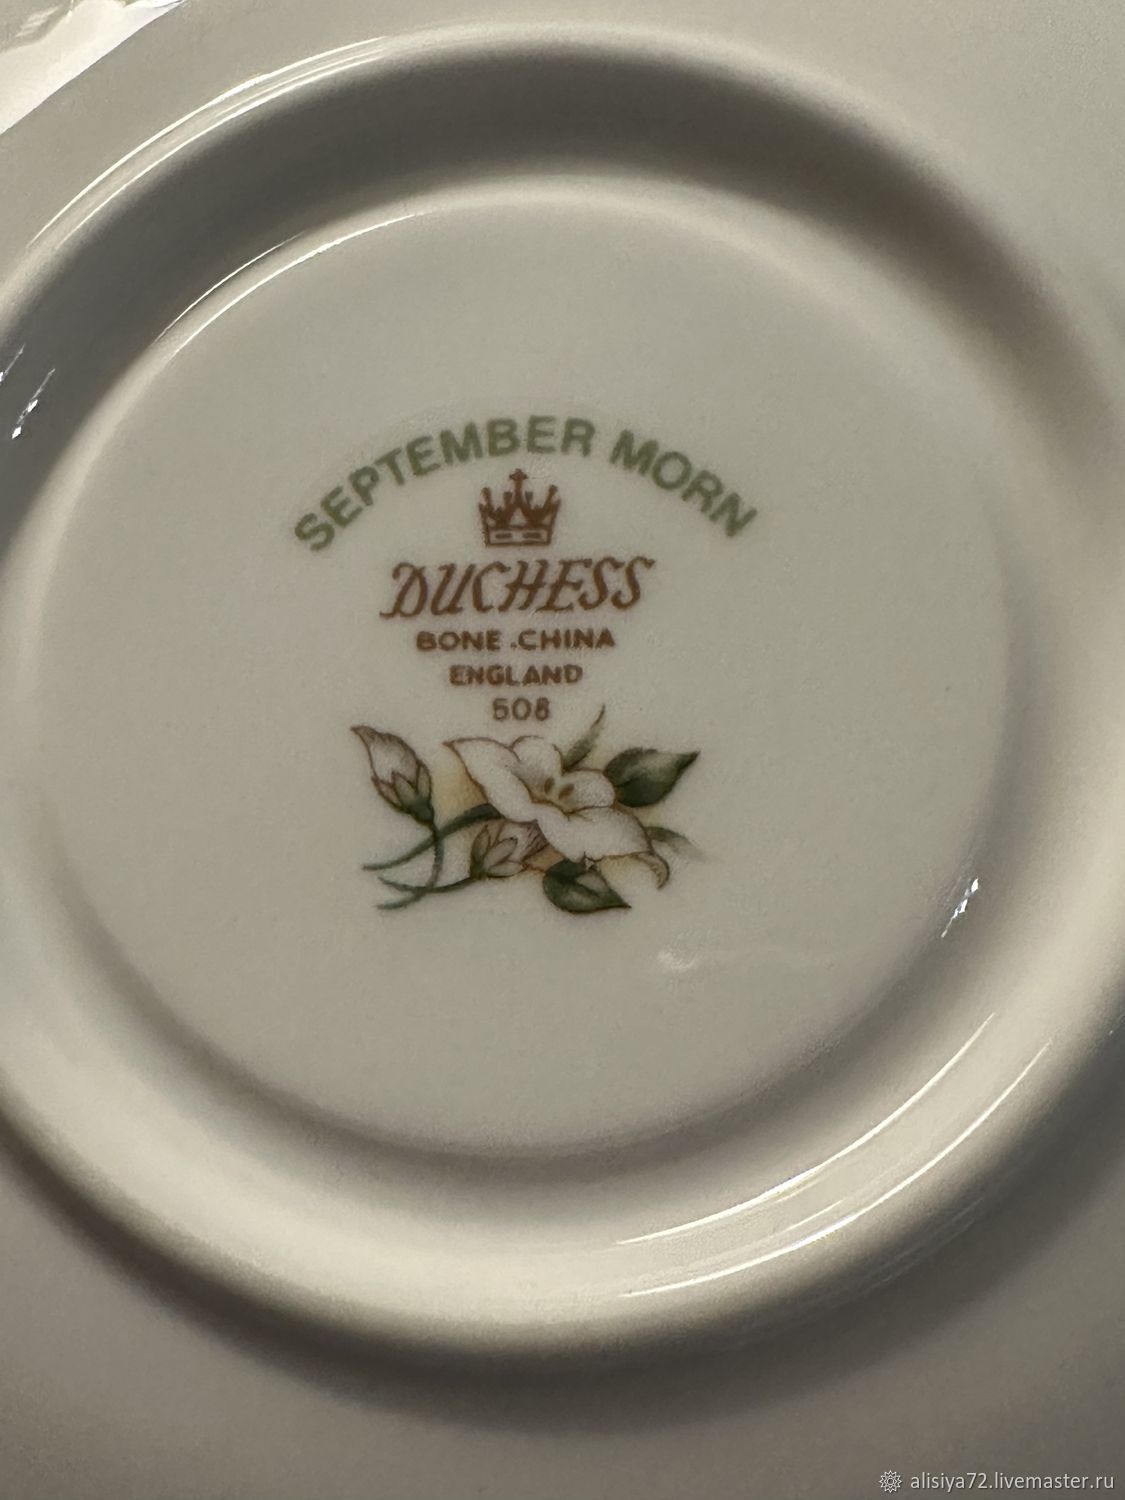 SEPTEMBER MORN
DUCHESS
BONE CHINA
ENGLAND
508
alisiya72.livemaster.ru